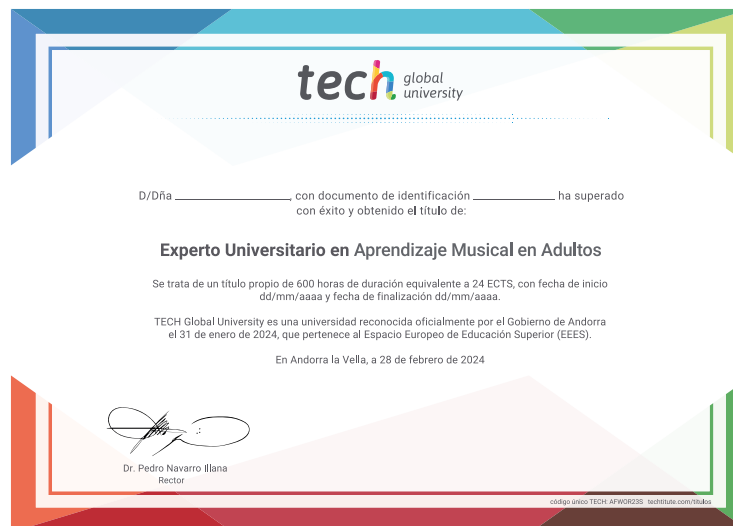 tech global
university
D/Dña ____________________, con documento de identificación ______________ ha superado
con éxito y obtenido el título de:
Experto Universitario en Aprendizaje Musical en Adultos
Se trata de un título propio de 600 horas de duración equivalente a 24 ECTS, con fecha de inicio
dd/mm/aaaa y fecha de finalización dd/mm/aaaa.
TECH Global University es una universidad reconocida oficialmente por el Gobierno de Andorra
el 31 de enero de 2024, que pertenece al Espacio Europeo de Educación Superior (EEES).
En Andorra la Vella, a 28 de febrero de 2024
Dr. Pedro Navarro Illana
Rector
código único TECH: AFWOR23S techtitute.com/titulos